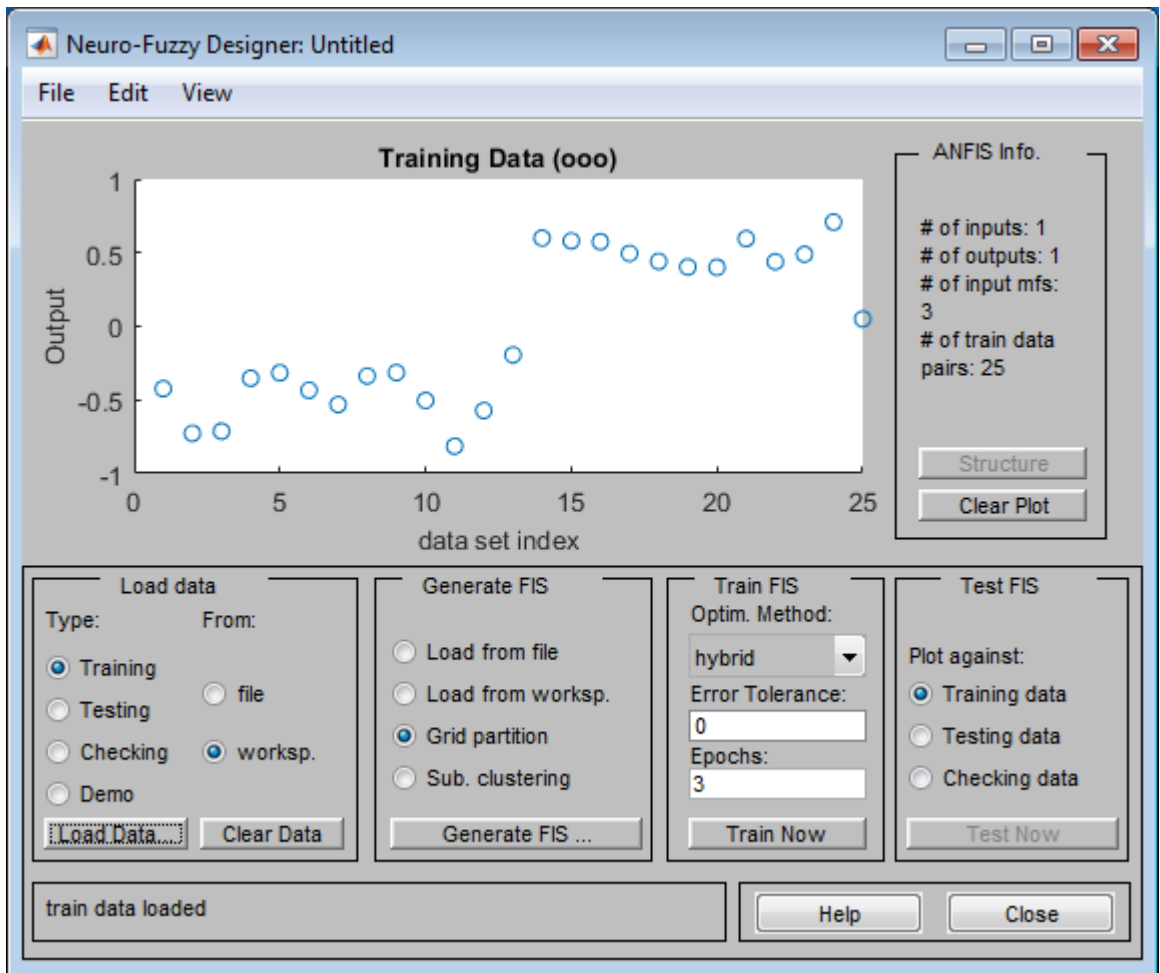 Neuro-Fuzzy Designer: Untitled
File Edit View
Training Data (ooo)
1
0.5
0
-0.5
-1
Output
0 5 10 15 20 25
data set index
ANFIS Info.
# of inputs: 1
# of outputs: 1
# of input mfs:
3
# of train data
pairs: 25
Structure
Clear Plot
Load data
Type: From:
Training
Testing
Checking
Demo
file
worksp.
Load Data... Clear Data
Generate FIS
Load from file
Load from worksp.
Grid partition
Sub. clustering
Generate FIS ...
Train FIS
Optim. Method:
hybrid
Error Tolerance:
0
Epochs:
3
Train Now
Test FIS
Plot against:
Training data
Testing data
Checking data
Test Now
train data loaded
Help Close